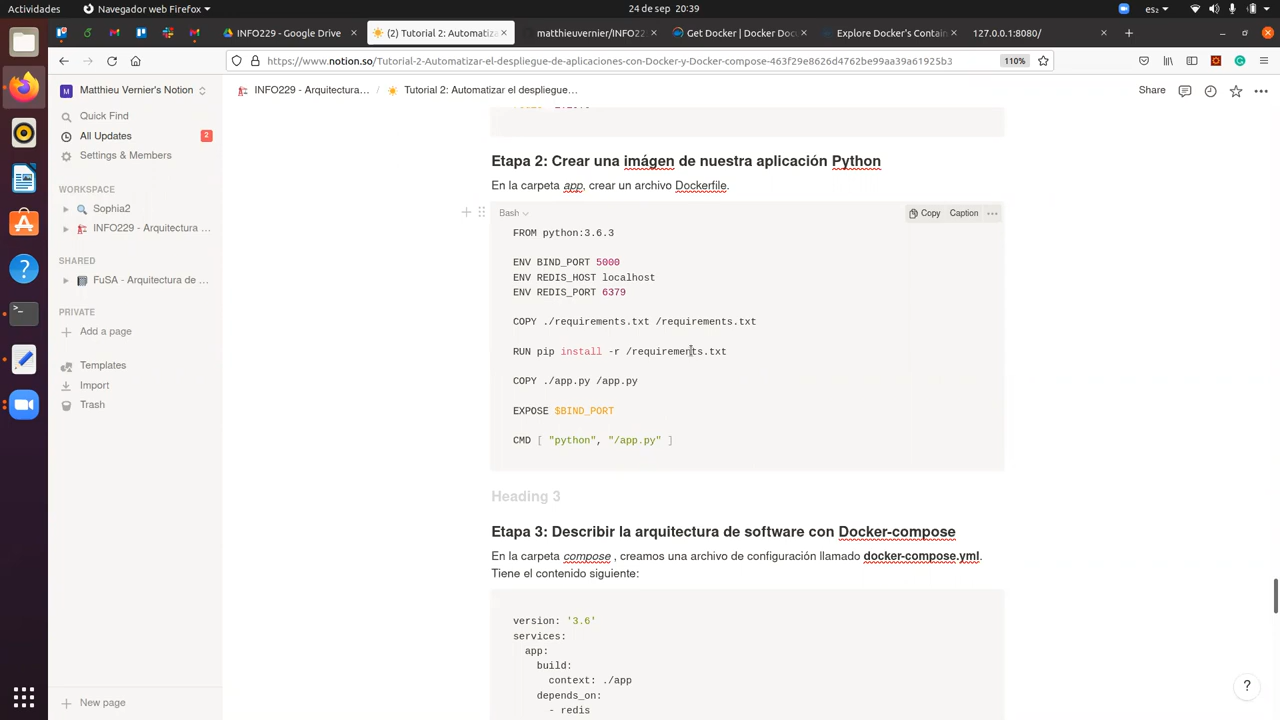 Actividades
Navegador web Firefox
24 de sep 20:39
es₂
INFO229 - Google Drive
(2) Tutorial 2: Automatiza
matthieuvernier/INFO22
Get Docker | Docker Doc
Explore Docker's Contain
127.0.0.1:8080/
https://www.notion.so/Tutorial-2-Automatizar-el-despliegue-de-aplicaciones-con-Docker-y-Docker-compose-463f29e8626d4762be99aa39a61925b3
110%
Matthieu Vernier's Notion
INFO229 - Arquitectura...
/
Tutorial 2: Automatizar el despliegue...
Share
Quick Find
All Updates
2
Settings & Members
WORKSPACE
Sophia2
INFO229 - Arquitectura ...
SHARED
FuSA - Arquitectura de ...
PRIVATE
Add a page
Templates
Import
Trash
New page
Etapa 2: Crear una imágen de nuestra aplicación Python
En la carpeta app, crear un archivo Dockerfile.
Bash
Copy
Caption
FROM python:3.6.3
ENV BIND_PORT 5000
ENV REDIS_HOST localhost
ENV REDIS_PORT 6379
COPY ./requirements.txt /requirements.txt
RUN pip install -r /requirements.txt
COPY ./app.py /app.py
EXPOSE $BIND_PORT
CMD [ "python", "/app.py" ]
Heading 3
Etapa 3: Describir la arquitectura de software con Docker-compose
En la carpeta compose , creamos una archivo de configuración llamado docker-compose.yml.
Tiene el contenido siguiente:
version: '3.6'
services:
app:
build:
context: ./app
depends_on:
- redis
?